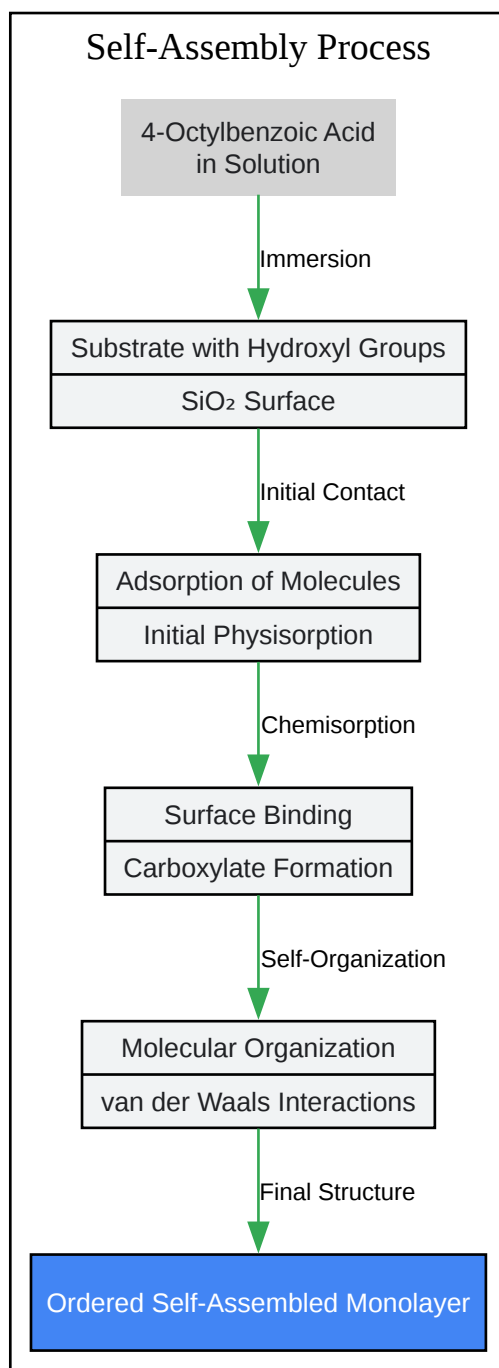 Self-Assembly Process
4-Octylbenzoic Acid
in Solution
Immersion
Substrate with Hydroxyl Groups
SiO₂ Surface
Initial Contact
Adsorption of Molecules
Initial Physisorption
Chemisorption
Surface Binding
Carboxylate Formation
Self-Organization
Molecular Organization
van der Waals Interactions
Final Structure
Ordered Self-Assembled Monolayer